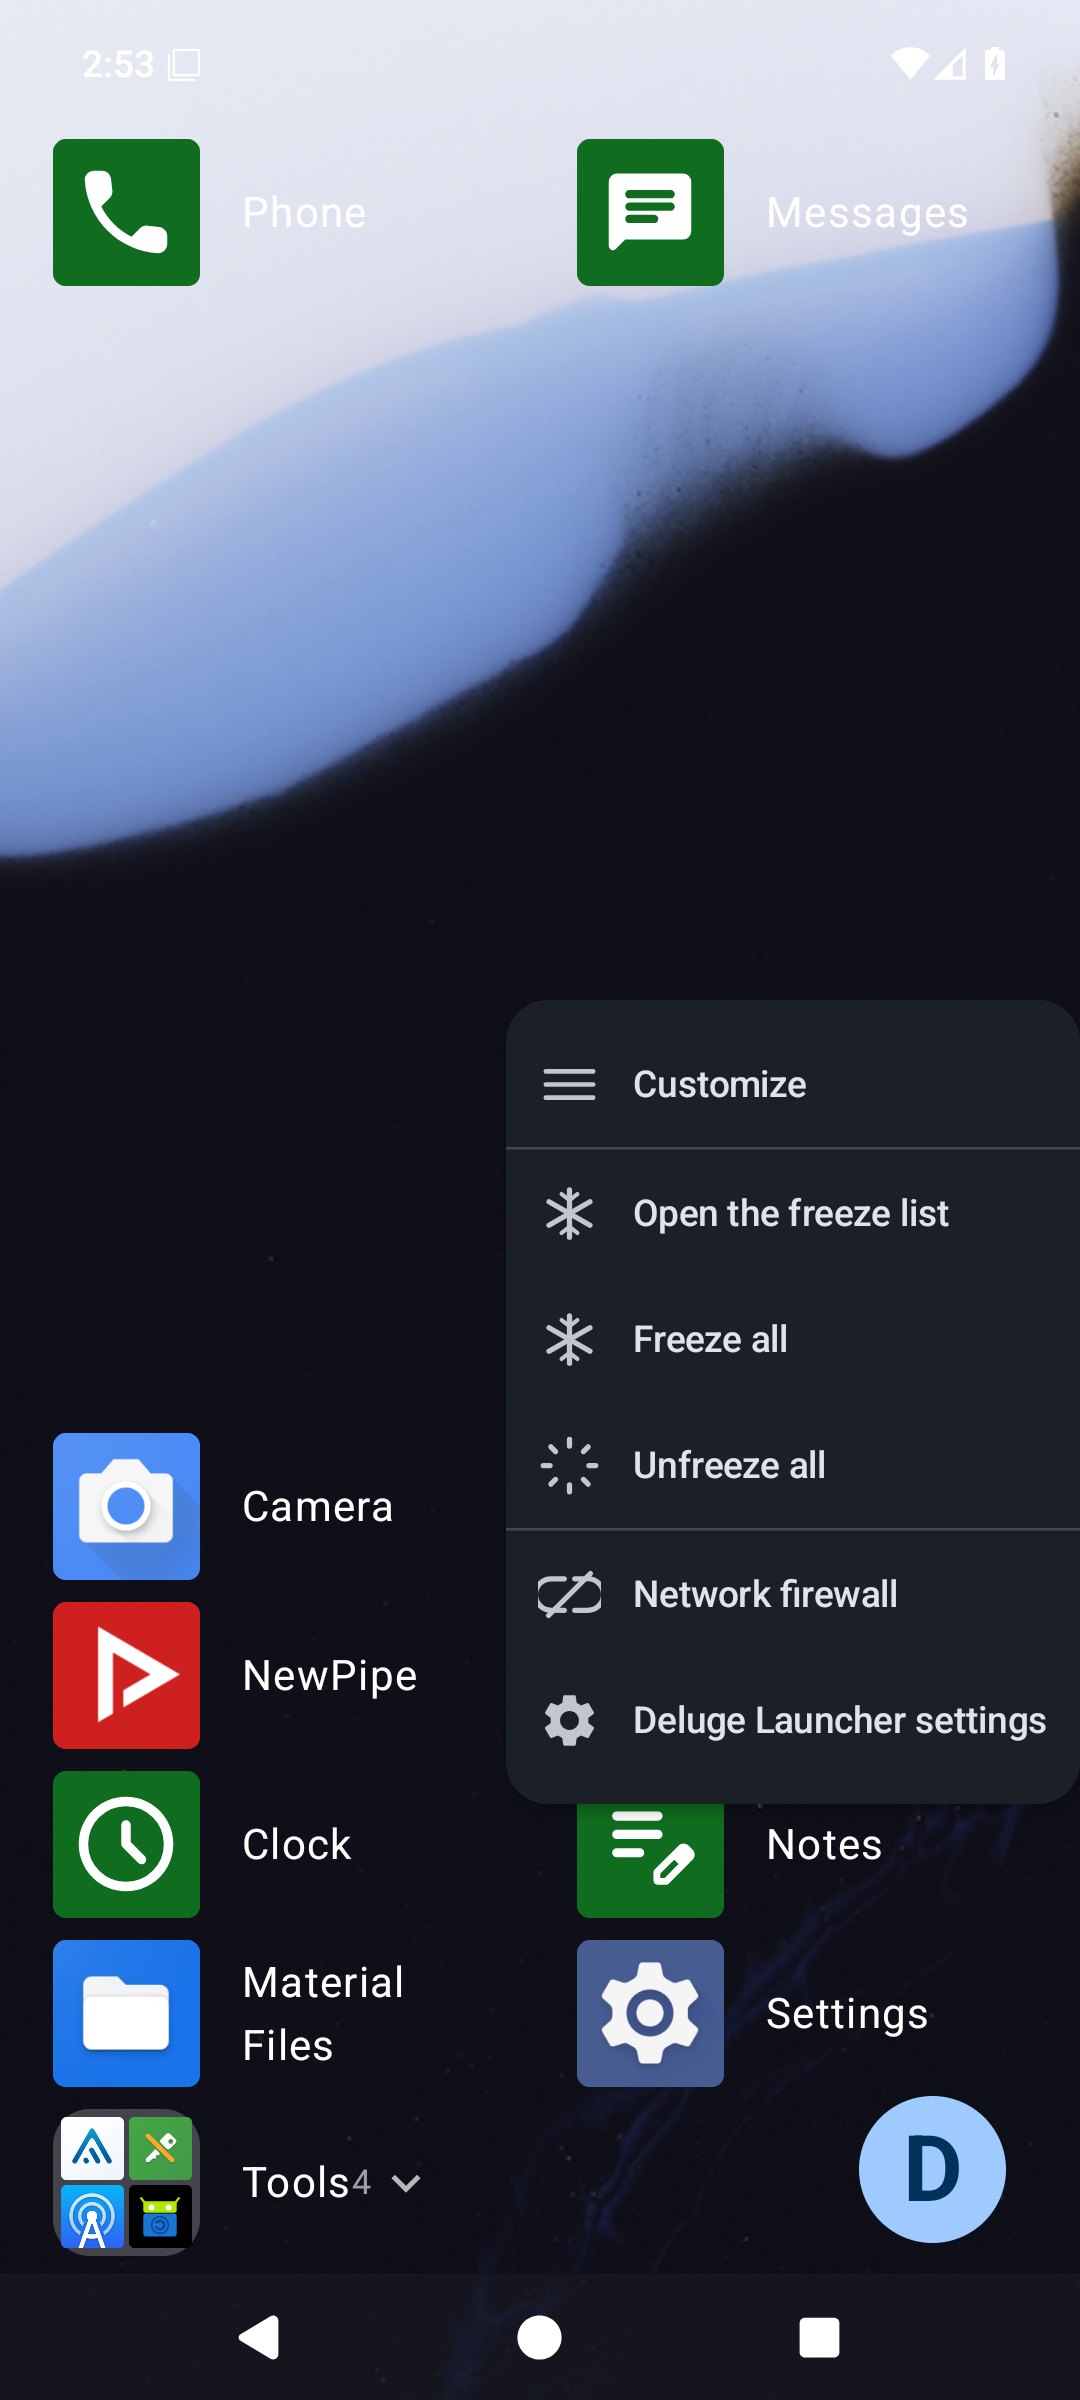 2:53
Phone
Messages
Customize
Open the freeze list
Freeze all
Unfreeze all
Camera
Network firewall
NewPipe
Deluge Launcher settings
Clock
Notes
Material
Files
Settings
Tools4
D